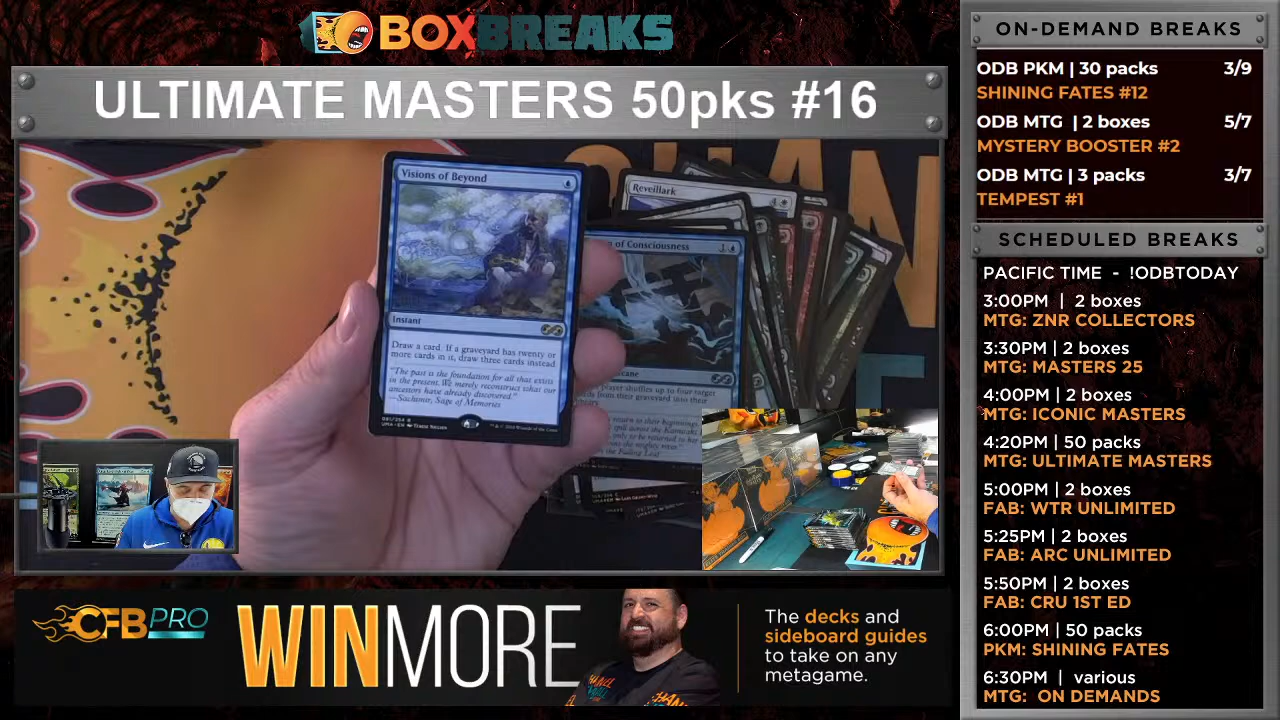 BOXBREAKS
ULTIMATE MASTERS 50pks #16
Visions of Beyond
Instant
Draw a card. If a graveyard has twenty or
more cards in it, draw three cards instead.
"The past is the foundation for all that exists
in the present. We merely reconstruct what our
ancestors have already discovered."
—Sachimir, Sage of Memories
Reveillark
4
of Consciousness
1
CFB PRO
WINMORE
The decks and
sideboard guides
to take on any
metagame.
ON-DEMAND BREAKS
ODB PKM | 30 packs 3/9
SHINING FATES #12
ODB MTG | 2 boxes 5/7
MYSTERY BOOSTER #2
ODB MTG | 3 packs 3/7
TEMPEST #1
SCHEDULED BREAKS
PACIFIC TIME - !ODBTODAY
3:00PM | 2 boxes
MTG: ZNR COLLECTORS
3:30PM | 2 boxes
MTG: MASTERS 25
4:00PM | 2 boxes
MTG: ICONIC MASTERS
4:20PM | 50 packs
MTG: ULTIMATE MASTERS
5:00PM | 2 boxes
FAB: WTR UNLIMITED
5:25PM | 2 boxes
FAB: ARC UNLIMITED
5:50PM | 2 boxes
FAB: CRU 1ST ED
6:00PM | 50 packs
PKM: SHINING FATES
6:30PM | various
MTG: ON DEMANDS